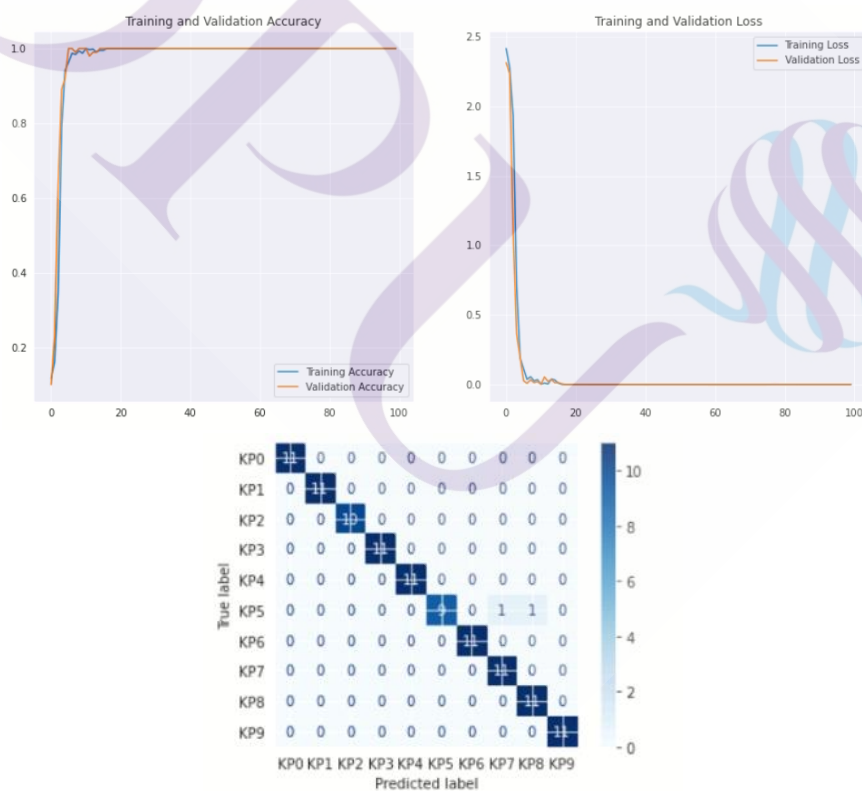 Training and Validation Accuracy
1.0
0.8
0.6
0.4
0.2
0 20 40 60 80 100
Training Accuracy
Validation Accuracy
Training and Validation Loss
2.5
2.0
1.5
1.0
0.5
0.0
0 20 40 60 80 100
Training Loss
Validation Loss
True label
KP0 11 0 0 0 0 0 0 0 0 0
KP1 0 11 0 0 0 0 0 0 0 0
KP2 0 0 10 0 0 0 0 0 0 0
KP3 0 0 0 11 0 0 0 0 0 0
KP4 0 0 0 0 11 0 0 0 0 0
KP5 0 0 0 0 0 9 0 1 1 0
KP6 0 0 0 0 0 0 11 0 0 0
KP7 0 0 0 0 0 0 0 11 0 0
KP8 0 0 0 0 0 0 0 0 11 0
KP9 0 0 0 0 0 0 0 0 0 11
KP0 KP1 KP2 KP3 KP4 KP5 KP6 KP7 KP8 KP9
Predicted label
10
8
6
4
2
0